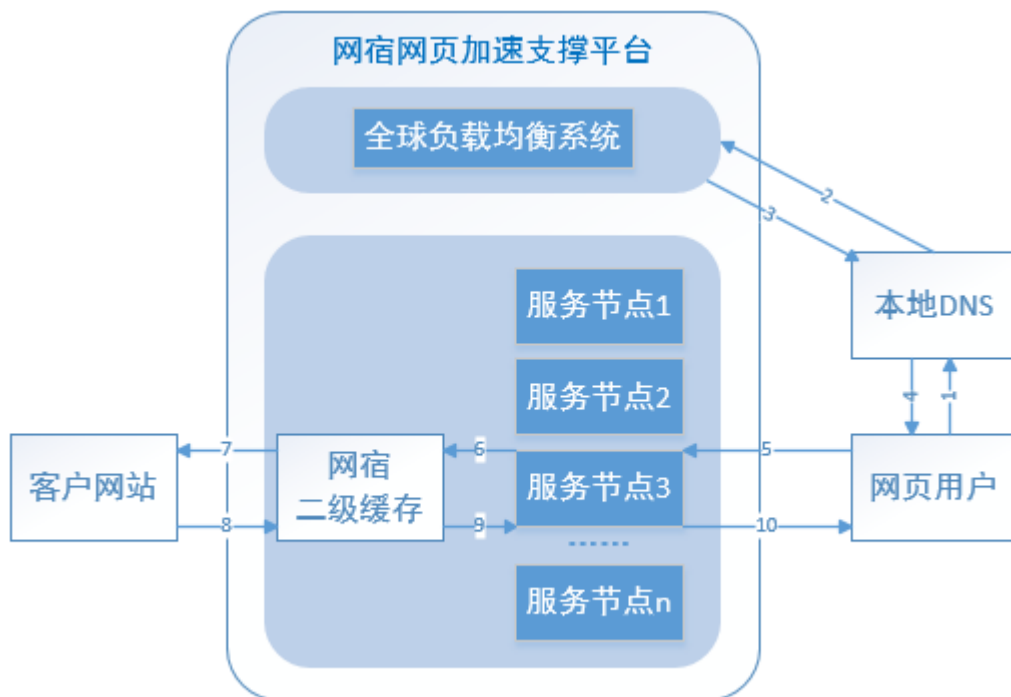 网宿网页加速支撑平台
全球负载均衡系统
2
3
本地DNS
服务节点1
服务节点2
4
1
客户网站
7
8
网宿
二级缓存
6
9
服务节点3
......
服务节点n
5
10
网页用户